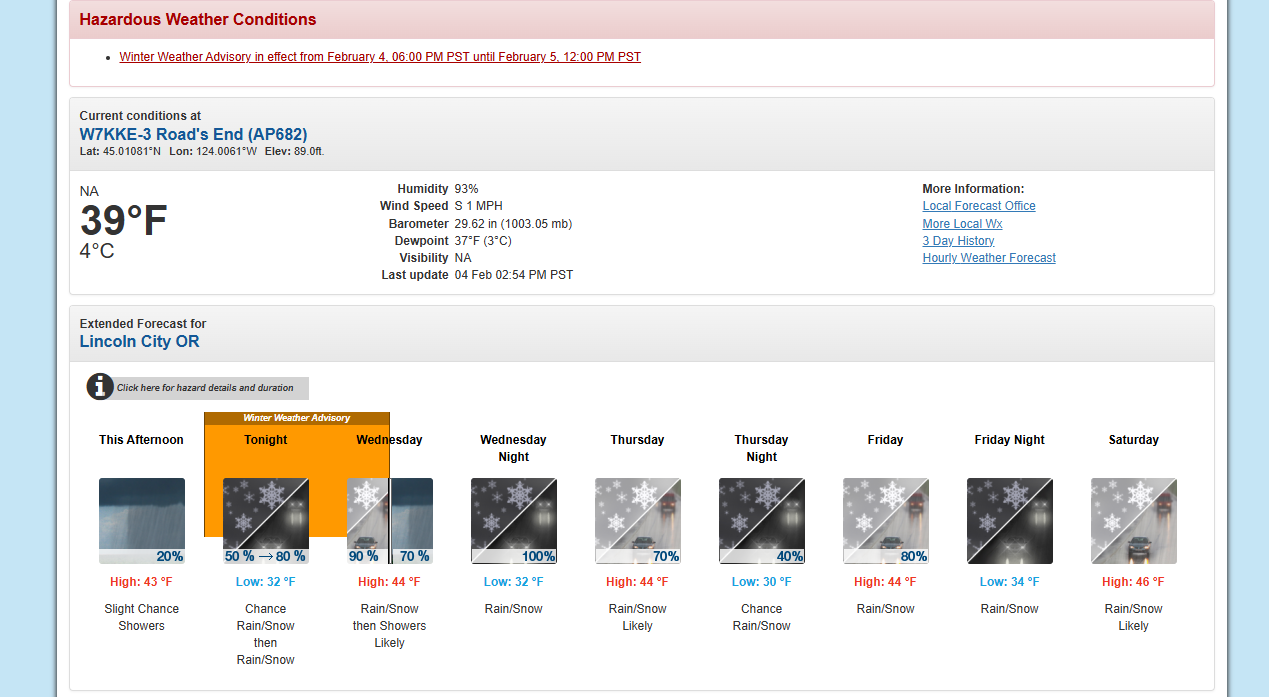 Hazardous Weather Conditions
Winter Weather Advisory in effect from February 4, 06:00 PM PST until February 5, 12:00 PM PST
Current conditions at
W7KKE-3 Road's End (AP682)
Lat: 45.01081°N Lon: 124.0061°W Elev: 89.0ft.
NA
39°F
4°C
Humidity 93%
Wind Speed S 1 MPH
Barometer 29.62 in (1003.05 mb)
Dewpoint 37°F (3°C)
Visibility NA
Last update 04 Feb 02:54 PM PST
More Information:
Local Forecast Office
More Local Wx
3 Day History
Hourly Weather Forecast
Extended Forecast for
Lincoln City OR
i Click here for hazard details and duration
Winter Weather Advisory
This Afternoon
20%
High: 43 °F
Slight Chance
Showers
Tonight
50 % → 80 %
Low: 32 °F
Chance
Rain/Snow
then
Rain/Snow
Wednesday
90 % 70 %
High: 44 °F
Rain/Snow
then Showers
Likely
Wednesday
Night
100%
Low: 32 °F
Rain/Snow
Thursday
70%
High: 44 °F
Rain/Snow
Likely
Thursday
Night
40%
Low: 30 °F
Chance
Rain/Snow
Friday
80%
High: 44 °F
Rain/Snow
Friday Night
Low: 34 °F
Rain/Snow
Saturday
High: 46 °F
Rain/Snow
Likely